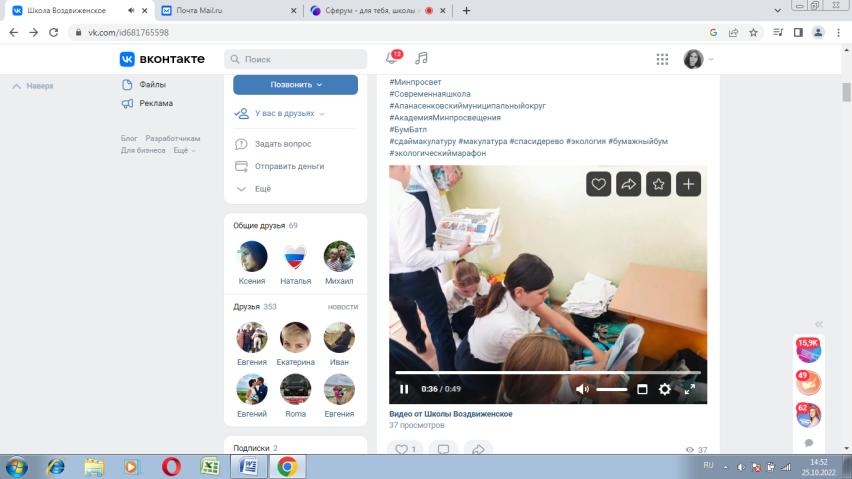 Школа Воздвиженское
Почта Mail.ru
Сферум - для тебя, школы и
vk.com/id681765598
ВКОНТАКТЕ
Поиск
12
Наверх
Файлы
Реклама
Блог Разработчикам
Для бизнеса Ещё
Позвонить
У вас в друзьях
Задать вопрос
Отправить деньги
Ещё
Общие друзья 69
Ксения Наталья Михаил
Друзья 353 новости
Евгения Екатерина Иван
Евгений Roma Евгения
Подписки 2
#Минпросвет
#Современнаяшкола
#Апанасенковскиймуниципальныйокруг
#АкадемияМинпросвещения
#БумБатл
#сдаймакулатуру #макулатура #спасидерево #экология #бумажныйбум
#экологическиймарафон
0:36 / 0:49
Видео от Школы Воздвиженское
37 просмотров
1
37
15,9K
49
62
RU
14:52
25.10.2022